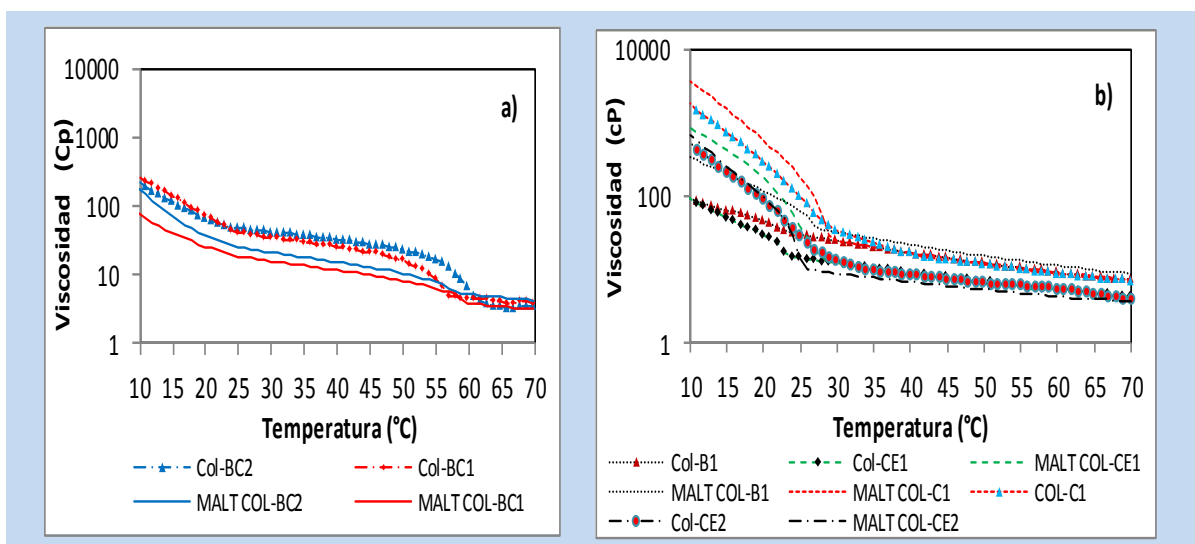 a)
10000
1000
100
10
1
Viscosidad (Cp)
10 15 20 25 30 35 40 45 50 55 60 65 70
Temperatura (°C)
Col-BC2 Col-BC1
MALT COL-BC2 MALT COL-BC1
b)
10000
100
1
Viscosidad (cP)
10 15 20 25 30 35 40 45 50 55 60 65 70
Temperatura (°C)
Col-B1 Col-CE1 MALT COL-CE1
MALT COL-B1 MALT COL-C1 COL-C1
Col-CE2 MALT COL-CE2